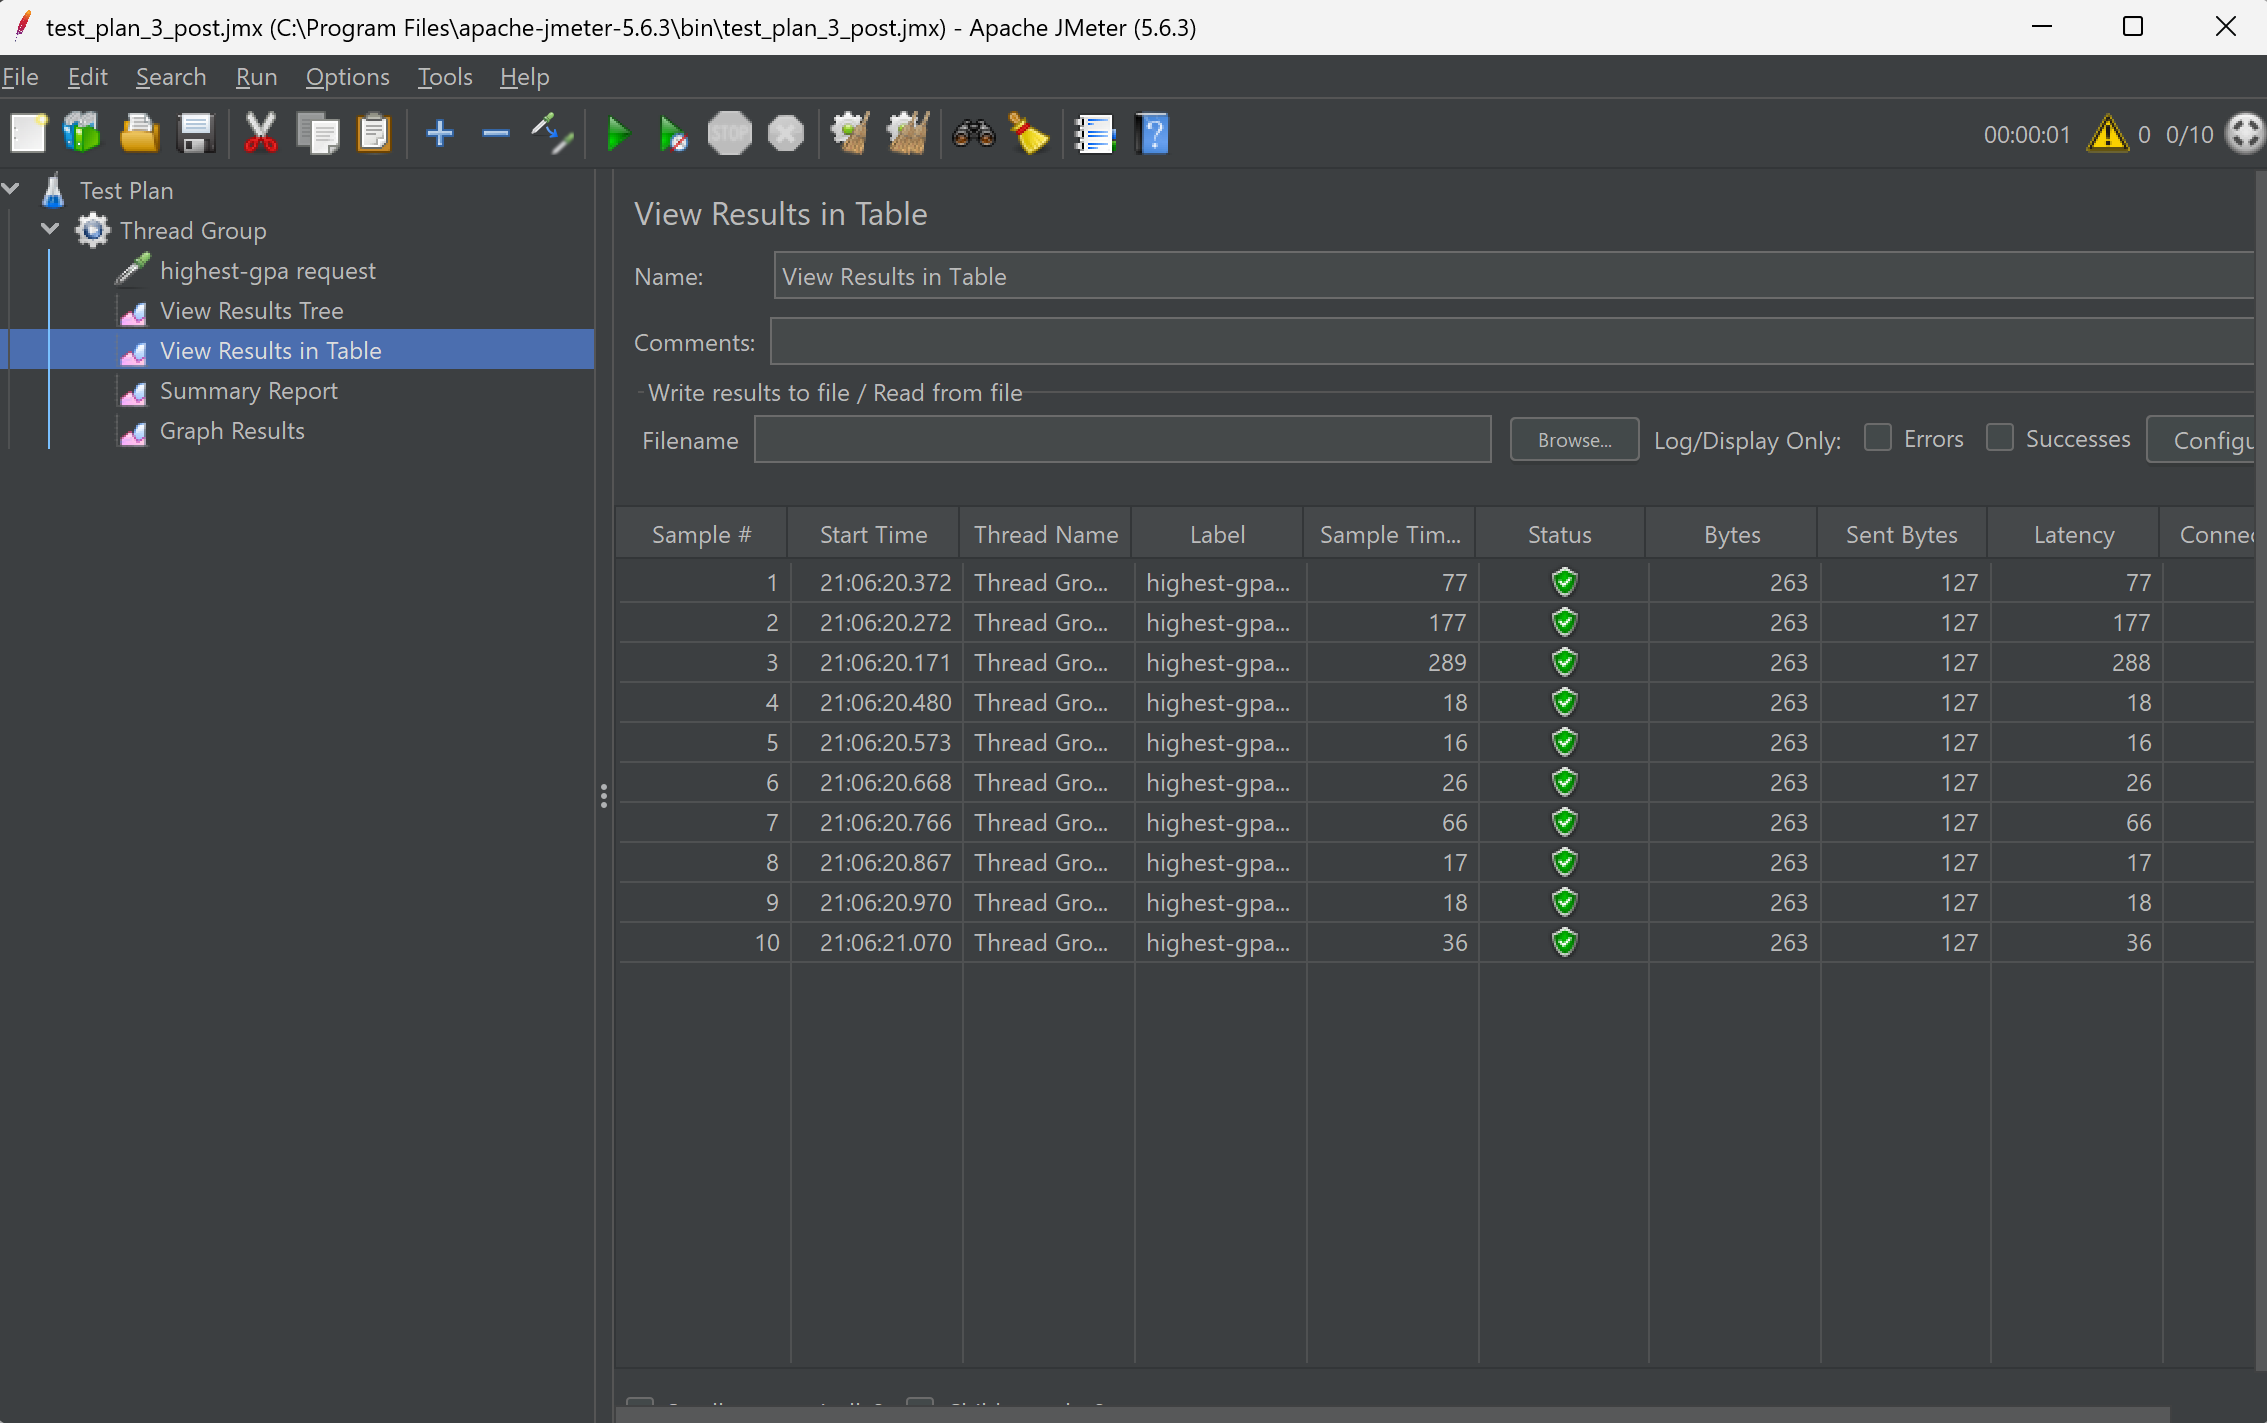 test_plan_3_post.jmx (C:\Program Files\apache-jmeter-5.6.3\bin\test_plan_3_post.jmx) - Apache JMeter (5.6.3)
File Edit Search Run Options Tools Help
STOP 00:00:01 0 0/10
Test Plan
Thread Group
highest-gpa request
View Results Tree
View Results in Table
Summary Report
Graph Results
View Results in Table
Name: View Results in Table
Comments:
Write results to file / Read from file
Filename Browse... Log/Display Only: Errors Successes Configu
Sample # Start Time Thread Name Label Sample Tim... Status Bytes Sent Bytes Latency Connec
1 21:06:20.372 Thread Gro... highest-gpa... 77 263 127 77
2 21:06:20.272 Thread Gro... highest-gpa... 177 263 127 177
3 21:06:20.171 Thread Gro... highest-gpa... 289 263 127 288
4 21:06:20.480 Thread Gro... highest-gpa... 18 263 127 18
5 21:06:20.573 Thread Gro... highest-gpa... 16 263 127 16
6 21:06:20.668 Thread Gro... highest-gpa... 26 263 127 26
7 21:06:20.766 Thread Gro... highest-gpa... 66 263 127 66
8 21:06:20.867 Thread Gro... highest-gpa... 17 263 127 17
9 21:06:20.970 Thread Gro... highest-gpa... 18 263 127 18
10 21:06:21.070 Thread Gro... highest-gpa... 36 263 127 36